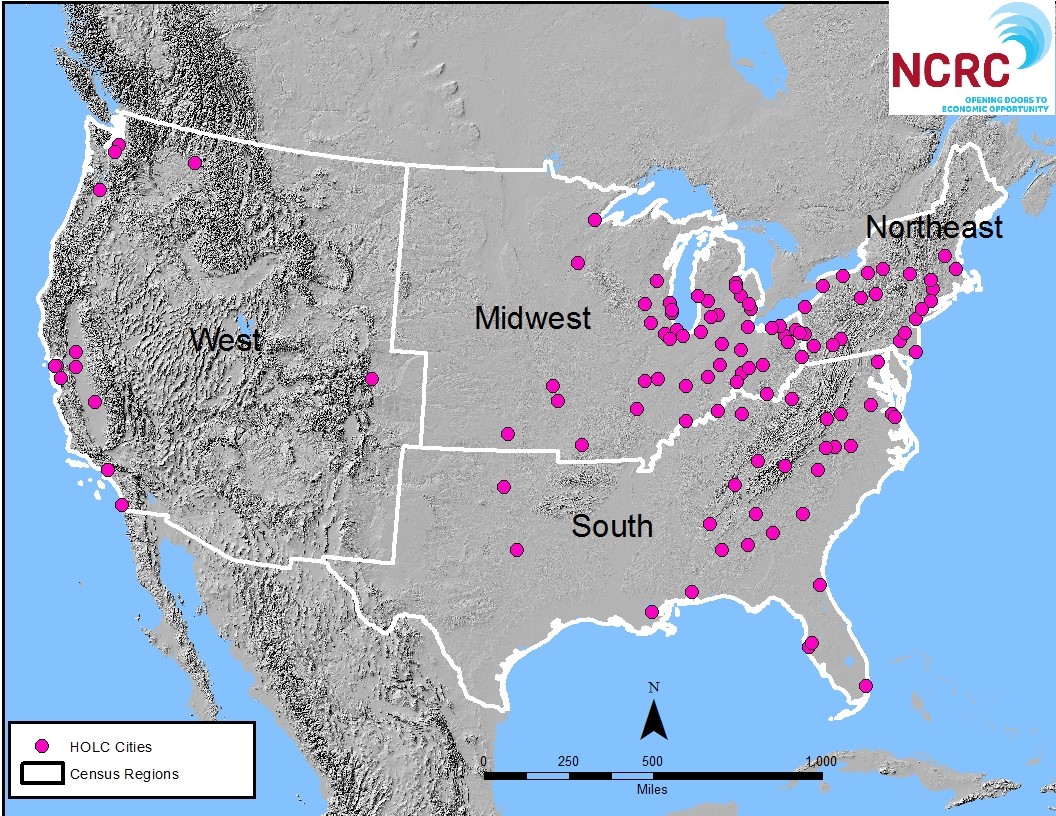 NCRC
OPENING DOORS TO
ECONOMIC OPPORTUNITY
Northeast
Midwest
West
South
N
0 250 500 1,000
Miles
HOLC Cities
Census Regions